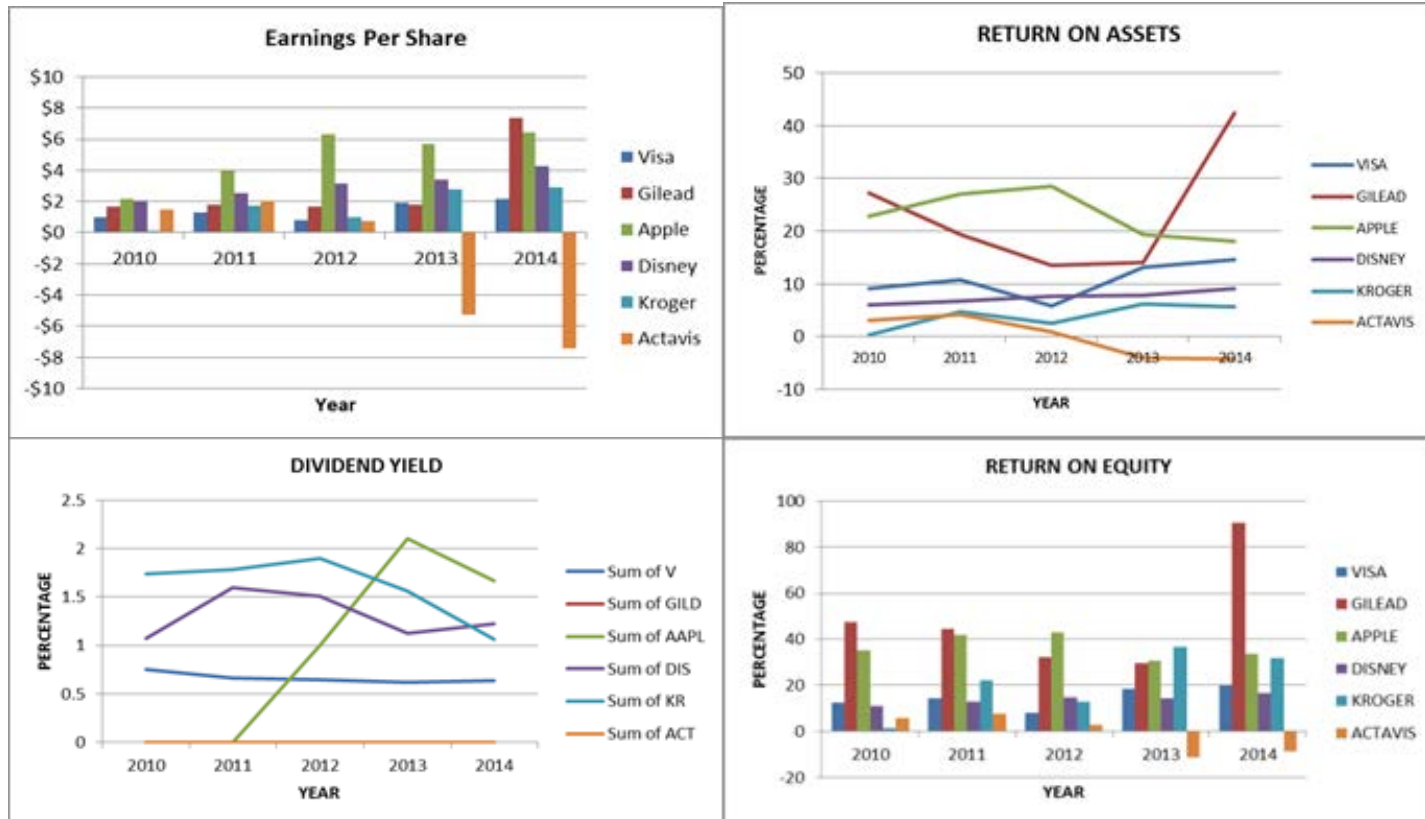 Earnings Per Share
$10
$8
$6
$4
$2
$0
-$2
-$4
-$6
-$8
-$10
2010 2011 2012 2013 2014
Year
Visa
Gilead
Apple
Disney
Kroger
Actavis
RETURN ON ASSETS
PERCENTAGE
50
40
30
20
10
0
-10
2010 2011 2012 2013 2014
YEAR
VISA
GILEAD
APPLE
DISNEY
KROGER
ACTAVIS
DIVIDEND YIELD
PERCENTAGE
2.5
2
1.5
1
0.5
0
2010 2011 2012 2013 2014
YEAR
Sum of V
Sum of GILD
Sum of AAPL
Sum of DIS
Sum of KR
Sum of ACT
RETURN ON EQUITY
PERCENTAGE
100
80
60
40
20
0
-20
2010 2011 2012 2013 2014
YEAR
VISA
GILEAD
APPLE
DISNEY
KROGER
ACTAVIS